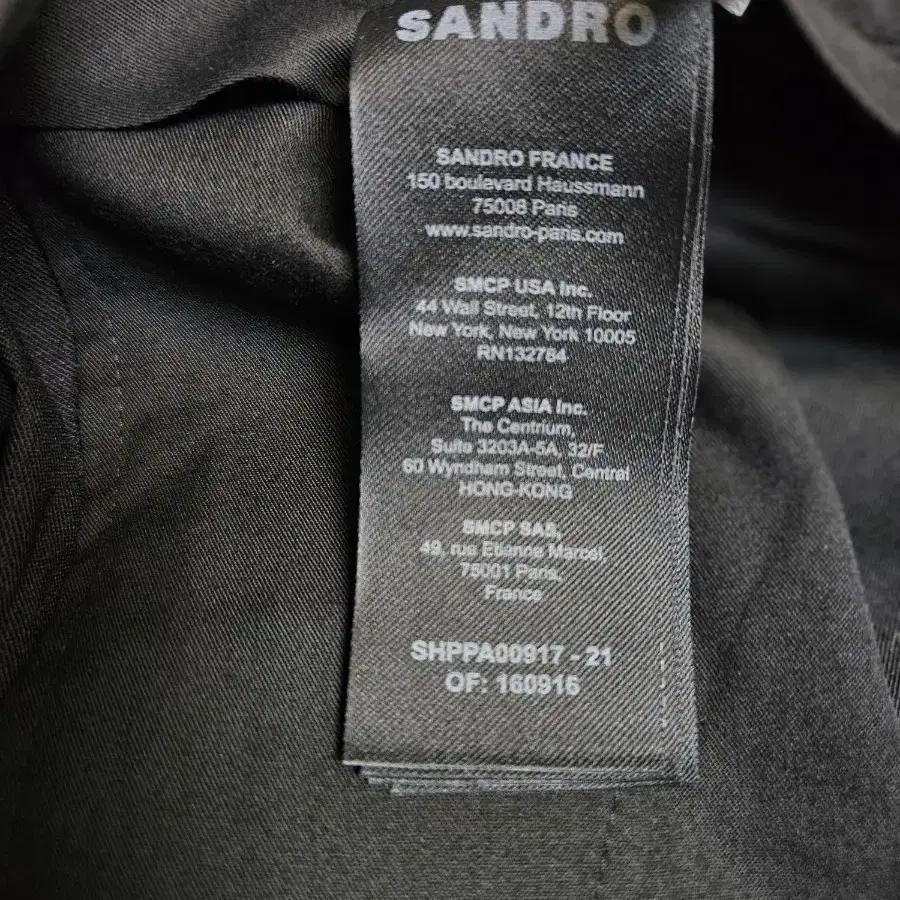 SANDRO
SANDRO FRANCE
150 boulevard Haussmann
75008 Paris
www.sandro-paris.com
SMCP USA Inc.
44 Wall Street, 12th Floor
New York, New York 10005
RN132784
SMCP ASIA Inc.
The Centrium,
Suite 3203A-5A, 32/F
60 Wyndham Street, Central
HONG-KONG
SMCP SAS,
49, rue Etienne Marcel,
75001 Paris,
France
SHPPA00917 - 21
OF: 160916